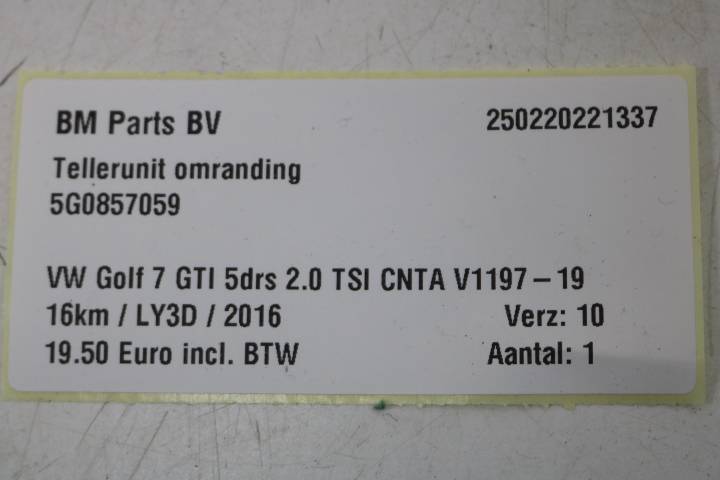 BM Parts BV 250220221337
Tellerunit omranding
5G0857059
VW Golf 7 GTI 5drs 2.0 TSI CNTA V1197 – 19
16km / LY3D / 2016 Verz: 10
19.50 Euro incl. BTW Aantal: 1